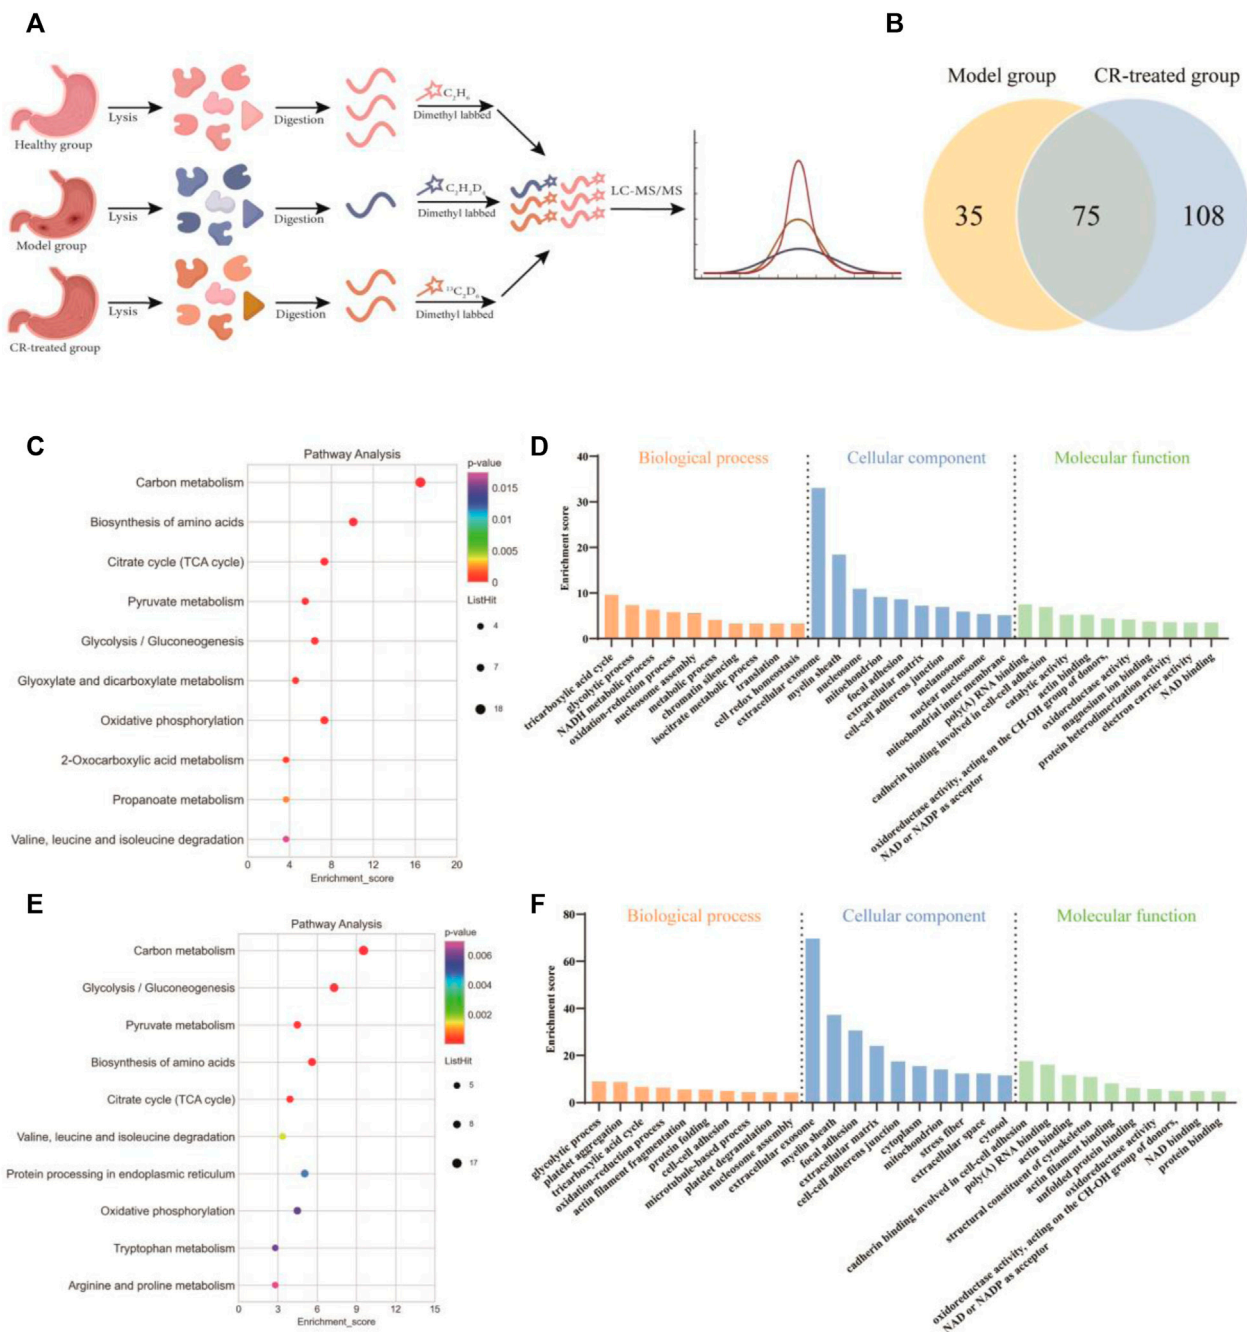 A
Healthy group
Lysis
Digestion
C₂H₆
Dimethyl labbed
Model group
Lysis
Digestion
C₂H₂D₄
Dimethyl labbed
CR-treated group
Lysis
Digestion
¹³C₂D₆
Dimethyl labbed
LC-MS/MS
B
Model group
CR-treated group
35
75
108
C
Pathway Analysis
Carbon metabolism
Biosynthesis of amino acids
Citrate cycle (TCA cycle)
Pyruvate metabolism
Glycolysis / Gluconeogenesis
Glyoxylate and dicarboxylate metabolism
Oxidative phosphorylation
2-Oxocarboxylic acid metabolism
Propanoate metabolism
Valine, leucine and isoleucine degradation
0 4 8 12 16 20
Enrichment_score
p-value
0.015
0.01
0.005
0
ListHit
4
7
18
D
Biological process
Cellular component
Molecular function
Enrichment score
40
30
20
10
0
tricarboxylic acid cycle
glycolytic process
NADH metabolic process
oxidation-reduction process
nucleosome assembly
metabolic process
chromatin silencing
isocitrate metabolic process
translation
cell redox homeostasis
extracellular exosome
myelin sheath
nucleosome
mitochondrion
focal adhesion
extracellular matrix
cell-cell adherens junction
melanosome
nuclear nucleosome
mitochondrial inner membrane
poly(A) RNA binding
cadherin binding involved in cell-cell adhesion
catalytic activity
actin binding
oxidoreductase activity, acting on the CH-OH group of donors,
NAD or NADP as acceptor
oxidoreductase activity
magnesium ion binding
protein heterodimerization activity
electron carrier activity
NAD binding
E
Pathway Analysis
Carbon metabolism
Glycolysis / Gluconeogenesis
Pyruvate metabolism
Biosynthesis of amino acids
Citrate cycle (TCA cycle)
Valine, leucine and isoleucine degradation
Protein processing in endoplasmic reticulum
Oxidative phosphorylation
Tryptophan metabolism
Arginine and proline metabolism
0 3 6 9 12 15
Enrichment_score
p-value
0.006
0.004
0.002
ListHit
5
8
17
F
Biological process
Cellular component
Molecular function
Enrichment score
80
60
40
20
0
glycolytic process
platelet aggregation
tricarboxylic acid cycle
oxidation-reduction process
actin filament fragmentation
protein folding
cell-cell adhesion
microtubule-based process
platelet degranulation
nucleosome assembly
extracellular exosome
myelin sheath
focal adhesion
extracellular matrix
cell-cell adherens junction
cytoplasm
mitochondrion
stress fiber
extracellular space
cytosol
cadherin binding involved in cell-cell adhesion
poly(A) RNA binding
actin binding
structural constituent of cytoskeleton
actin filament binding
unfolded protein binding
oxidoreductase activity
oxidoreductase activity, acting on the CH-OH group of donors,
NAD or NADP as acceptor
NAD binding
protein binding